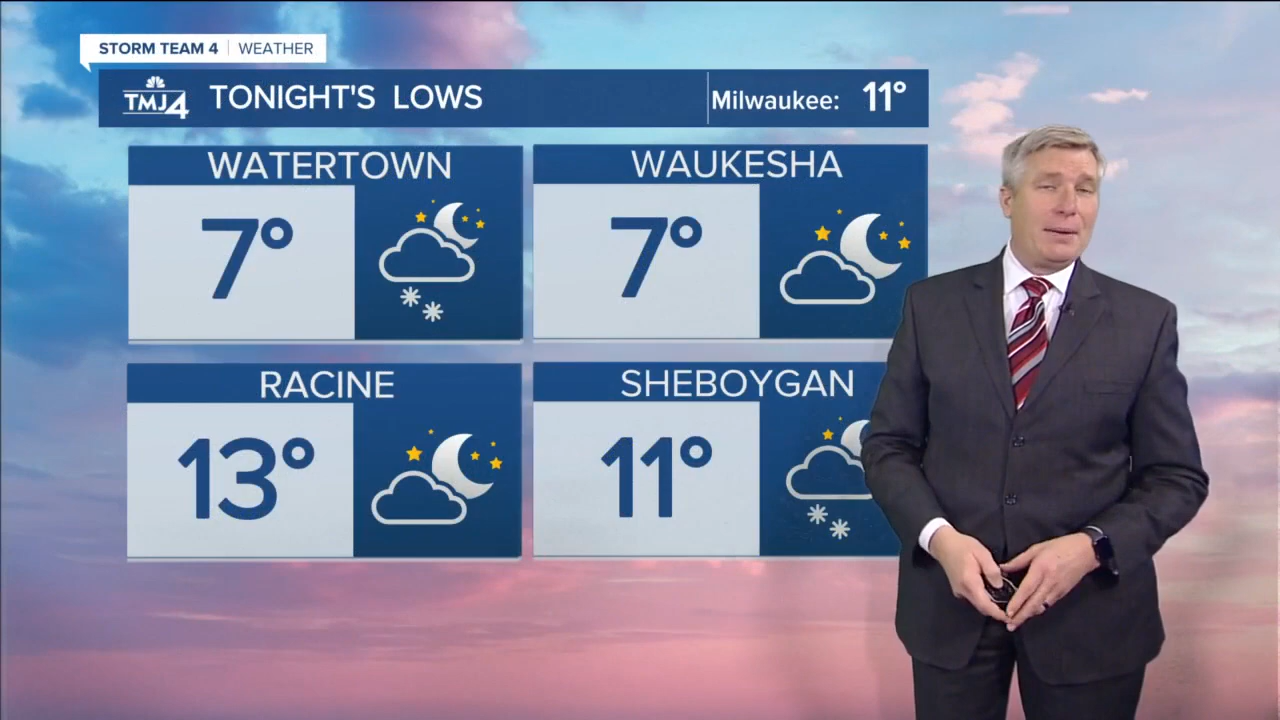 STORM TEAM 4 | WEATHER
TMJ4 TONIGHT'S LOWS Milwaukee: 11°
WATERTOWN
7°
WAUKESHA
7°
RACINE
13°
SHEBOYGAN
11°